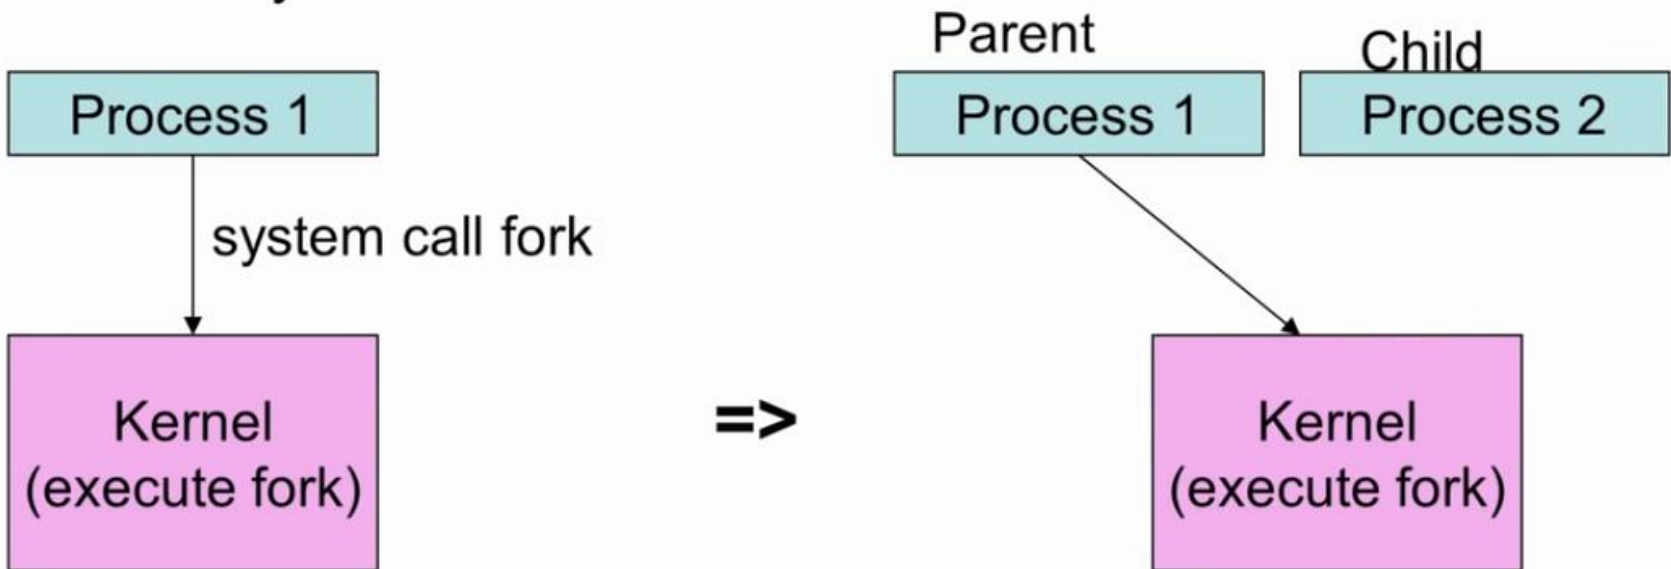 Process 1
system call fork
Kernel
(execute fork)
=>
Parent
Child
Process 1
Process 2
Kernel
(execute fork)